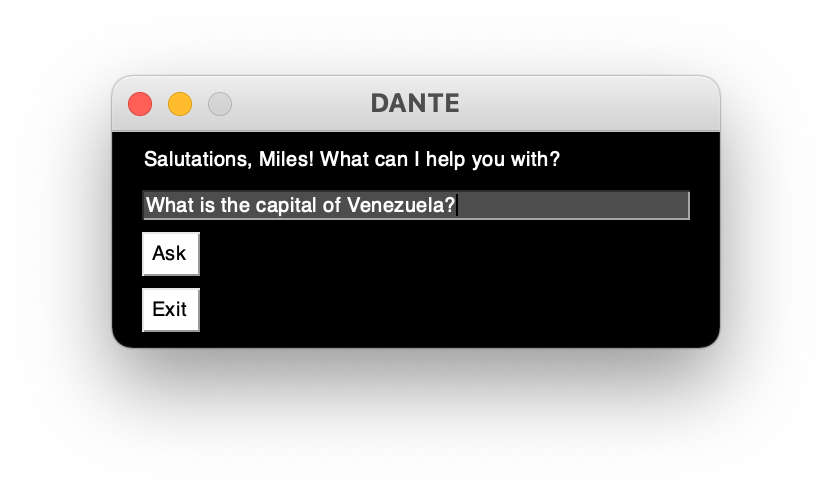 DANTE
Salutations, Miles! What can I help you with?
What is the capital of Venezuela?
Ask
Exit